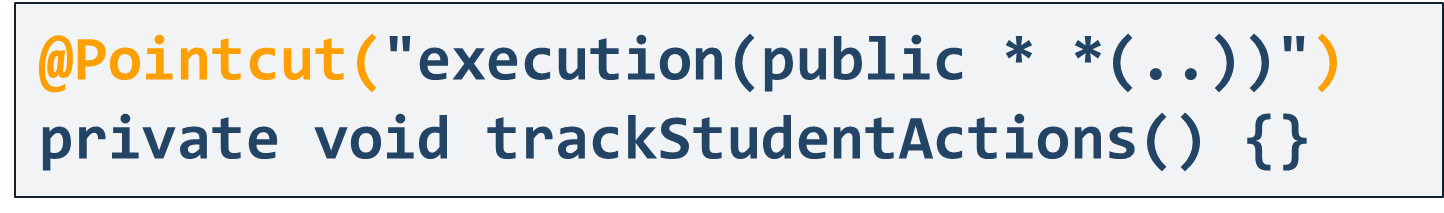 @Pointcut("execution(public * *(..))")
private void trackStudentActions() {}